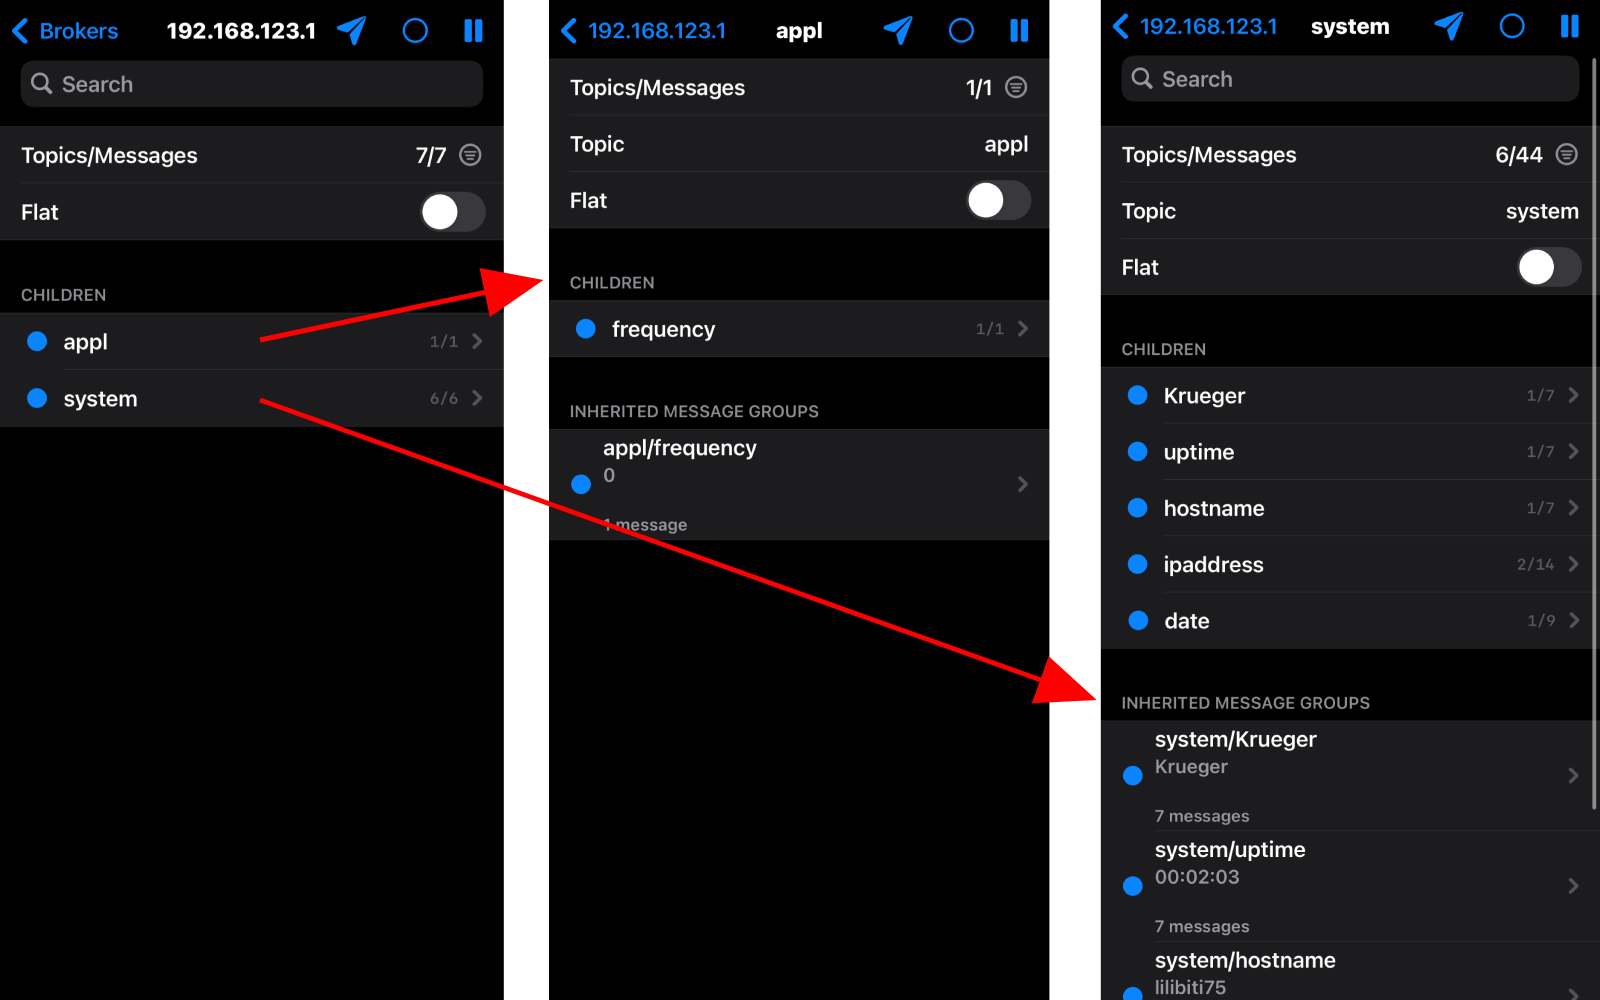 Brokers 192.168.123.1
Search
Topics/Messages 7/7
Flat
CHILDREN
appl 1/1
system 6/6
192.168.123.1 appl
Topics/Messages 1/1
Topic appl
Flat
CHILDREN
frequency 1/1
INHERITED MESSAGE GROUPS
appl/frequency
0
1 message
192.168.123.1 system
Search
Topics/Messages 6/44
Topic system
Flat
CHILDREN
Krueger 1/7
uptime 1/7
hostname 1/7
ipaddress 2/14
date 1/9
INHERITED MESSAGE GROUPS
system/Krueger
Krueger
7 messages
system/uptime
00:02:03
7 messages
system/hostname
lilibiti75